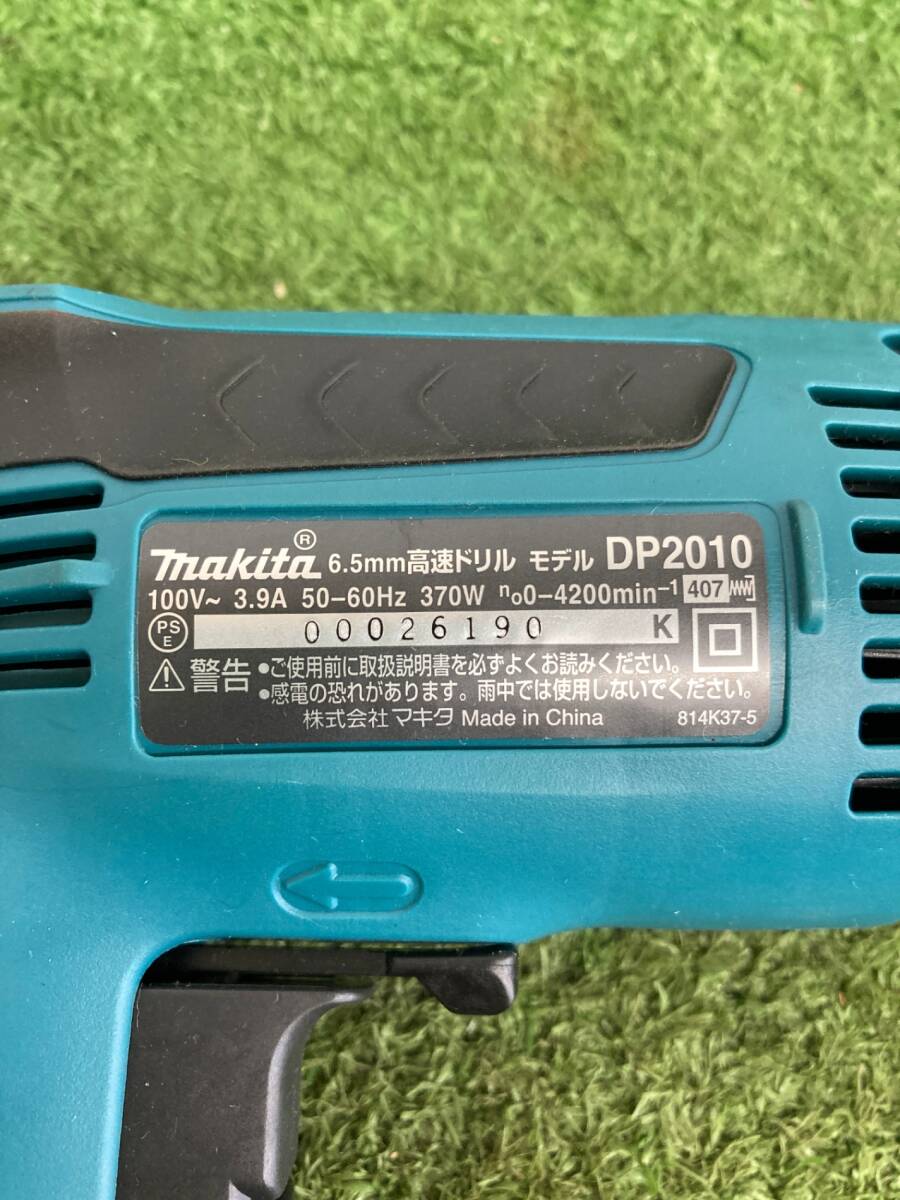 makita® 6.5mm高速ドリル モデル DP2010
100V~ 3.9A 50-60Hz 370W n₀0-4200min⁻¹ 407
PS E 00026190 K
警告 •ご使用前に取扱説明書を必ずよくお読みください。
•感電の恐れがあります。雨中では使用しないでください。
株式会社マキタ Made in China 814K37-5